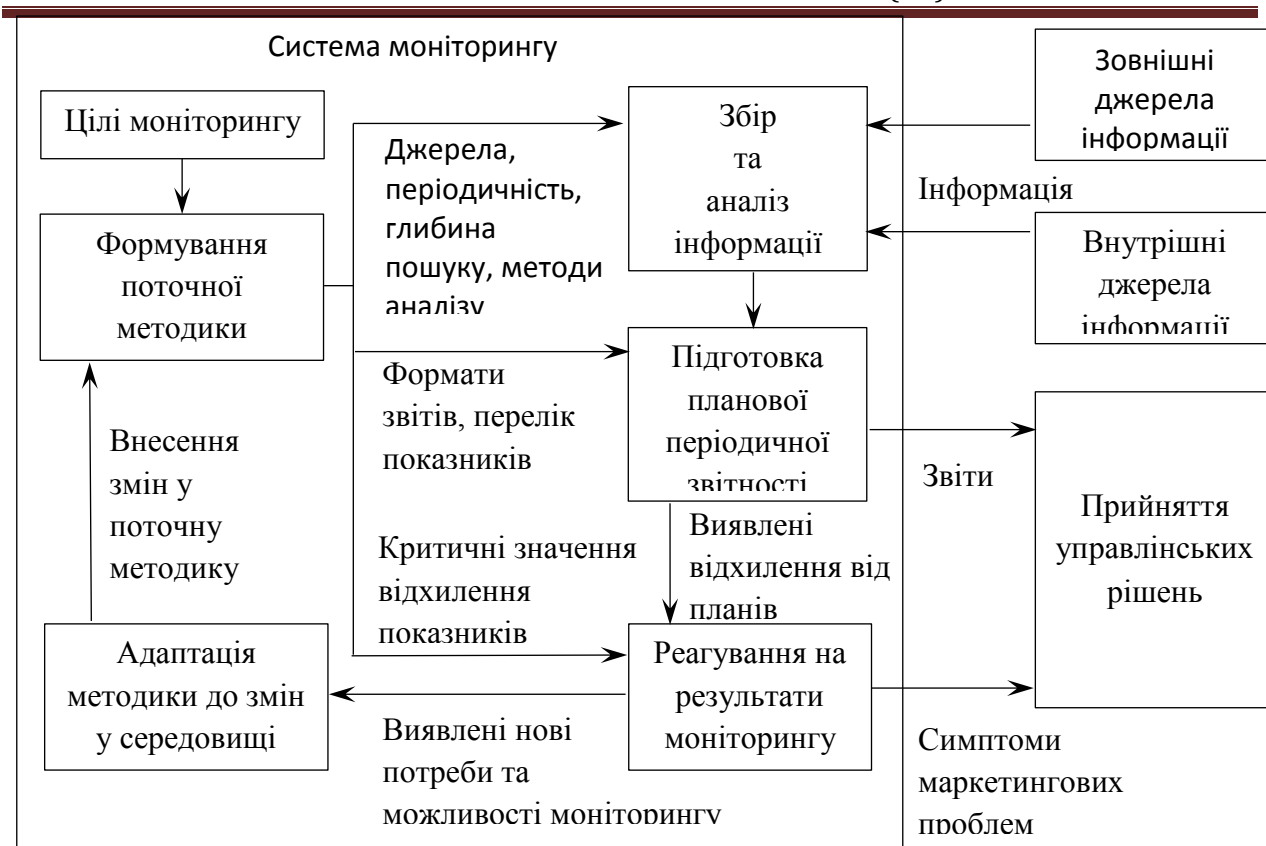 Система моніторингу
Цілі моніторингу
Формування
поточної
методики
Внесення
змін у
поточну
методику
Адаптація
методики до змін
у середовищі
Джерела,
періодичність,
глибина
пошуку, методи
аналізу
Формати
звітів, перелік
показників
Критичні значення
відхилення
показників
Виявлені нові
потреби та
можливості моніторингу
Збір
та
аналіз
інформації
Підготовка
планової
періодичної
звітності
Виявлені
відхилення від
планів
Реагування на
результати
моніторингу
Зовнішні
джерела
інформації
Інформація
Внутрішні
джерела
інформації
Звіти
Прийняття
управлінських
рішень
Симптоми
маркетингових
проблем